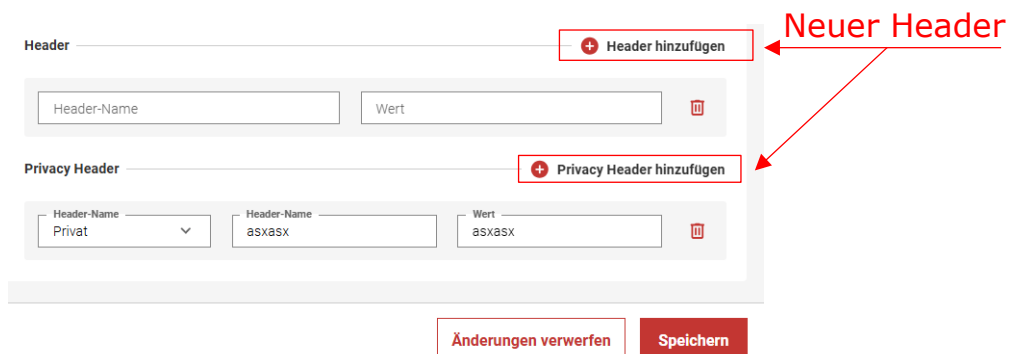 Neuer Header
Header
Header hinzufügen
Header-Name
Wert
Privacy Header
Privacy Header hinzufügen
Header-Name
Privat
Header-Name
asxasx
Wert
asxasx
Änderungen verwerfen
Speichern